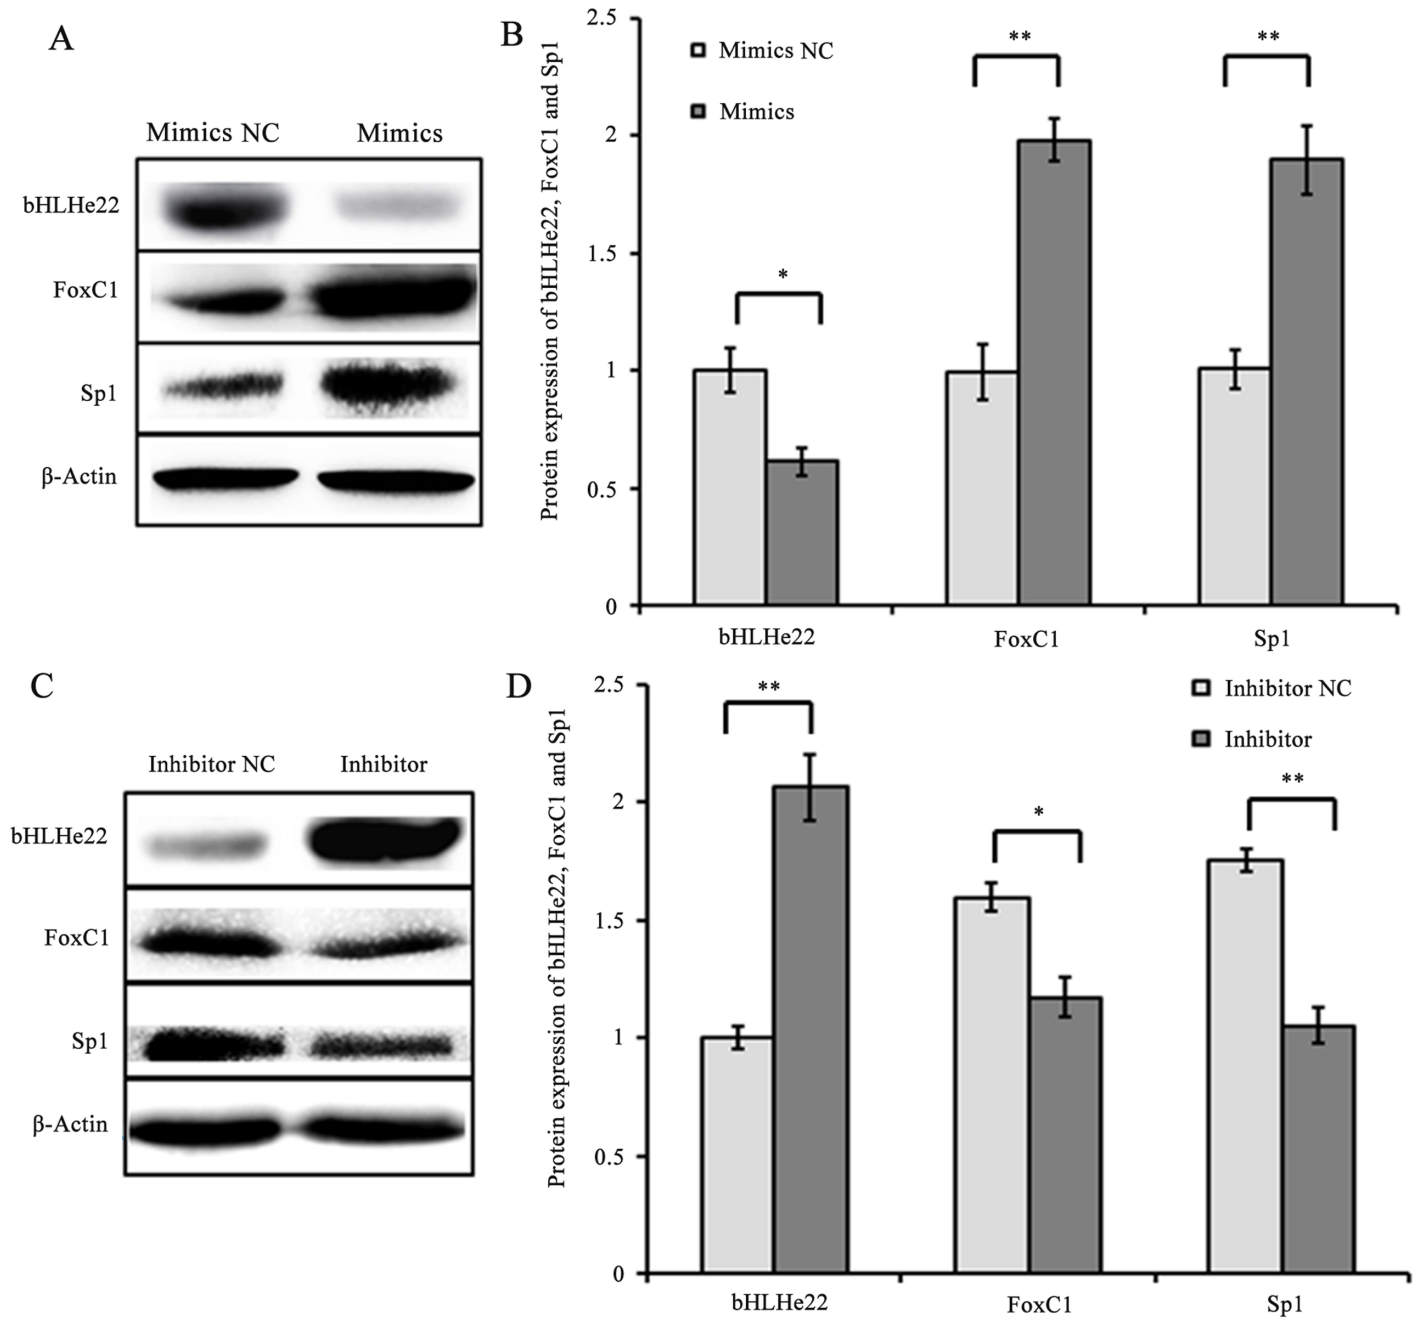 A
Mimics NC Mimics
bHLHe22
FoxC1
Sp1
β-Actin
B
Protein expression of bHLHe22, FoxC1 and Sp1
2.5
2
1.5
1
0.5
0
Mimics NC
Mimics
*
**
**
bHLHe22 FoxC1 Sp1
C
Inhibitor NC Inhibitor
bHLHe22
FoxC1
Sp1
β-Actin
D
Protein expression of bHLHe22, FoxC1 and Sp1
2.5
2
1.5
1
0.5
0
Inhibitor NC
Inhibitor
**
*
**
bHLHe22 FoxC1 Sp1